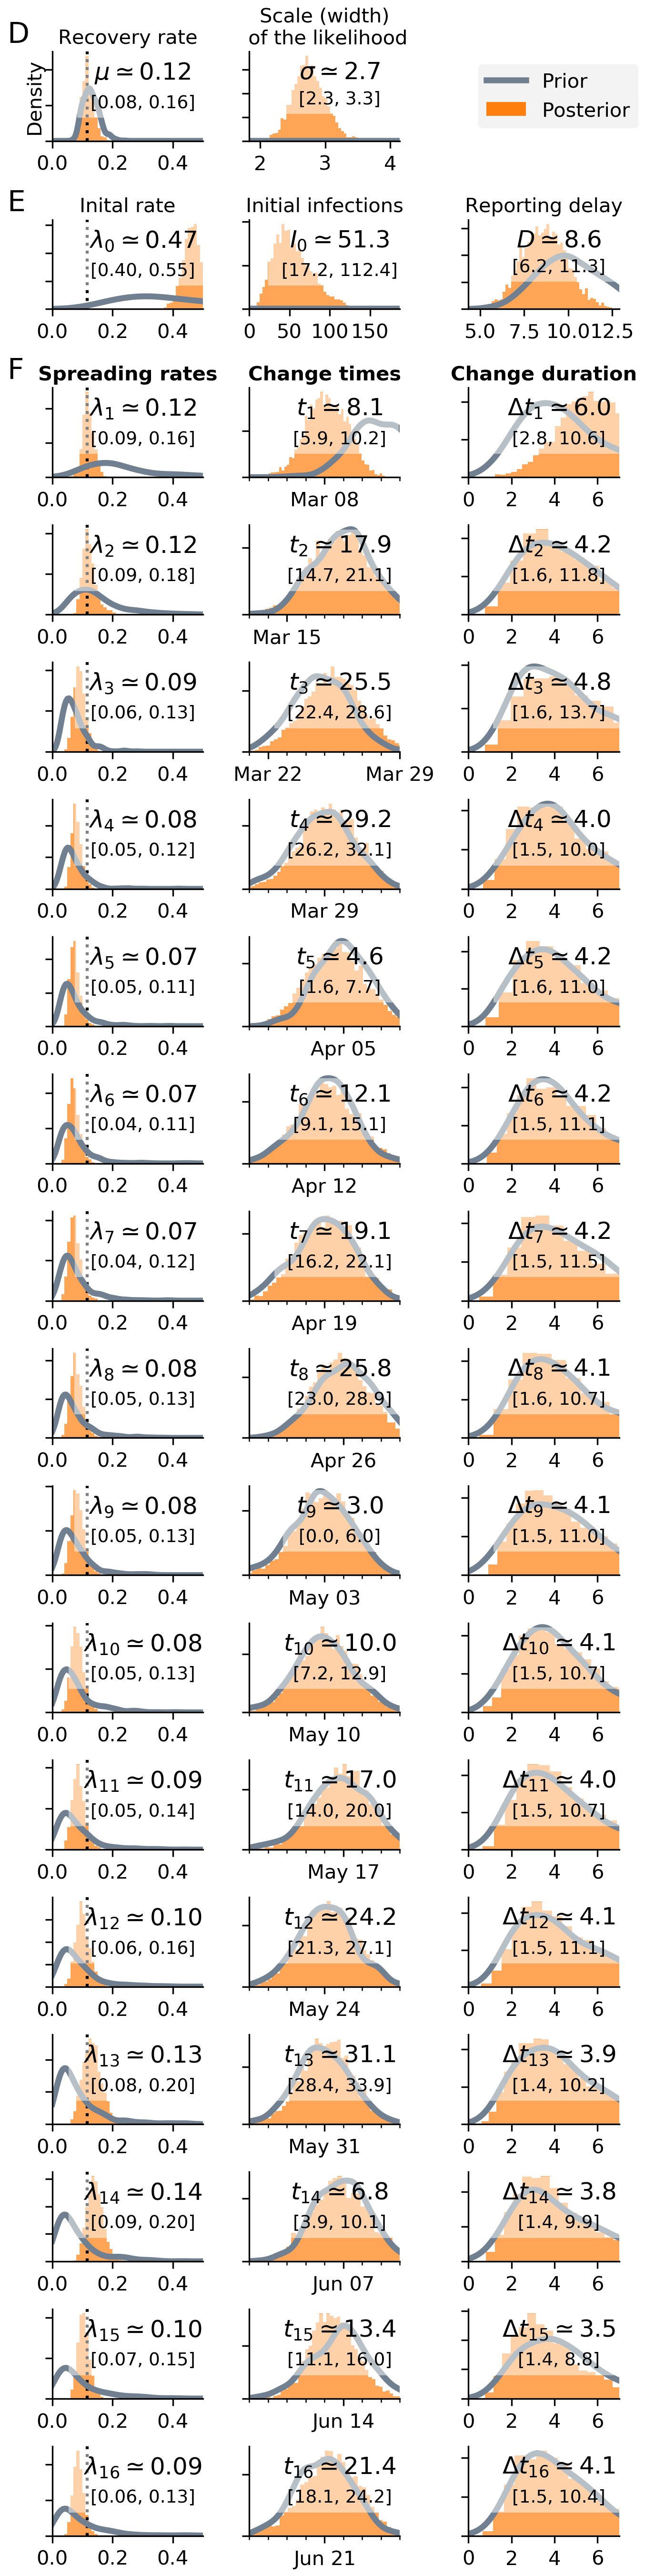 D
Recovery rate
Scale (width)
of the likelihood
Density
μ ≃ 0.12
[0.08, 0.16]
0.0 0.2 0.4
σ ≃ 2.7
[2.3, 3.3]
2 3 4
Prior
Posterior
E
Inital rate
Initial infections
Reporting delay
λ0 ≃ 0.47
[0.40, 0.55]
0.0 0.2 0.4
I0 ≃ 51.3
[17.2, 112.4]
0 50 100 150
D ≃ 8.6
[6.2, 11.3]
5.0 7.5 10.0 12.5
F
Spreading rates
Change times
Change duration
λ1 ≃ 0.12
[0.09, 0.16]
0.0 0.2 0.4
t1 ≃ 8.1
[5.9, 10.2]
Mar 08
Δt1 ≃ 6.0
[2.8, 10.6]
0 2 4 6
λ2 ≃ 0.12
[0.09, 0.18]
0.0 0.2 0.4
t2 ≃ 17.9
[14.7, 21.1]
Mar 15
Δt2 ≃ 4.2
[1.6, 11.8]
0 2 4 6
λ3 ≃ 0.09
[0.06, 0.13]
0.0 0.2 0.4
t3 ≃ 25.5
[22.4, 28.6]
Mar 22 Mar 29
Δt3 ≃ 4.8
[1.6, 13.7]
0 2 4 6
λ4 ≃ 0.08
[0.05, 0.12]
0.0 0.2 0.4
t4 ≃ 29.2
[26.2, 32.1]
Mar 29
Δt4 ≃ 4.0
[1.5, 10.0]
0 2 4 6
λ5 ≃ 0.07
[0.05, 0.11]
0.0 0.2 0.4
t5 ≃ 4.6
[1.6, 7.7]
Apr 05
Δt5 ≃ 4.2
[1.6, 11.0]
0 2 4 6
λ6 ≃ 0.07
[0.04, 0.11]
0.0 0.2 0.4
t6 ≃ 12.1
[9.1, 15.1]
Apr 12
Δt6 ≃ 4.2
[1.5, 11.1]
0 2 4 6
λ7 ≃ 0.07
[0.04, 0.12]
0.0 0.2 0.4
t7 ≃ 19.1
[16.2, 22.1]
Apr 19
Δt7 ≃ 4.2
[1.5, 11.5]
0 2 4 6
λ8 ≃ 0.08
[0.05, 0.13]
0.0 0.2 0.4
t8 ≃ 25.8
[23.0, 28.9]
Apr 26
Δt8 ≃ 4.1
[1.6, 10.7]
0 2 4 6
λ9 ≃ 0.08
[0.05, 0.13]
0.0 0.2 0.4
t9 ≃ 3.0
[0.0, 6.0]
May 03
Δt9 ≃ 4.1
[1.5, 11.0]
0 2 4 6
λ10 ≃ 0.08
[0.05, 0.13]
0.0 0.2 0.4
t10 ≃ 10.0
[7.2, 12.9]
May 10
Δt10 ≃ 4.1
[1.5, 10.7]
0 2 4 6
λ11 ≃ 0.09
[0.05, 0.14]
0.0 0.2 0.4
t11 ≃ 17.0
[14.0, 20.0]
May 17
Δt11 ≃ 4.0
[1.5, 10.7]
0 2 4 6
λ12 ≃ 0.10
[0.06, 0.16]
0.0 0.2 0.4
t12 ≃ 24.2
[21.3, 27.1]
May 24
Δt12 ≃ 4.1
[1.5, 11.1]
0 2 4 6
λ13 ≃ 0.13
[0.08, 0.20]
0.0 0.2 0.4
t13 ≃ 31.1
[28.4, 33.9]
May 31
Δt13 ≃ 3.9
[1.4, 10.2]
0 2 4 6
λ14 ≃ 0.14
[0.09, 0.20]
0.0 0.2 0.4
t14 ≃ 6.8
[3.9, 10.1]
Jun 07
Δt14 ≃ 3.8
[1.4, 9.9]
0 2 4 6
λ15 ≃ 0.10
[0.07, 0.15]
0.0 0.2 0.4
t15 ≃ 13.4
[11.1, 16.0]
Jun 14
Δt15 ≃ 3.5
[1.4, 8.8]
0 2 4 6
λ16 ≃ 0.09
[0.06, 0.13]
0.0 0.2 0.4
t16 ≃ 21.4
[18.1, 24.2]
Jun 21
Δt16 ≃ 4.1
[1.5, 10.4]
0 2 4 6